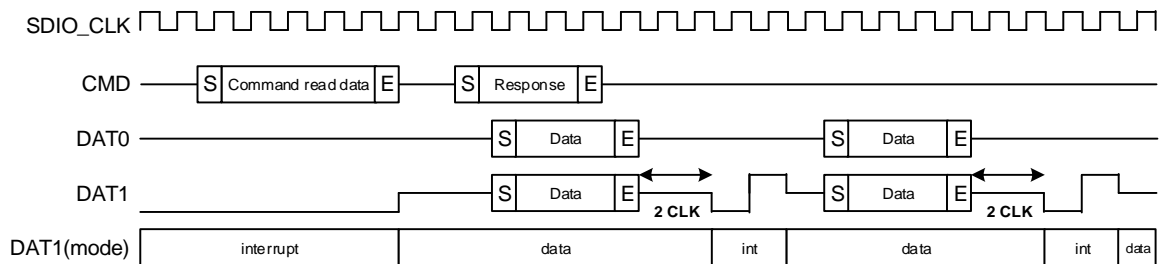 SDIO_CLK
CMD S Command read data E S Response E
DAT0 S Data E S Data E
DAT1 S Data E S Data E
2 CLK 2 CLK
DAT1(mode) interrupt data int data int data